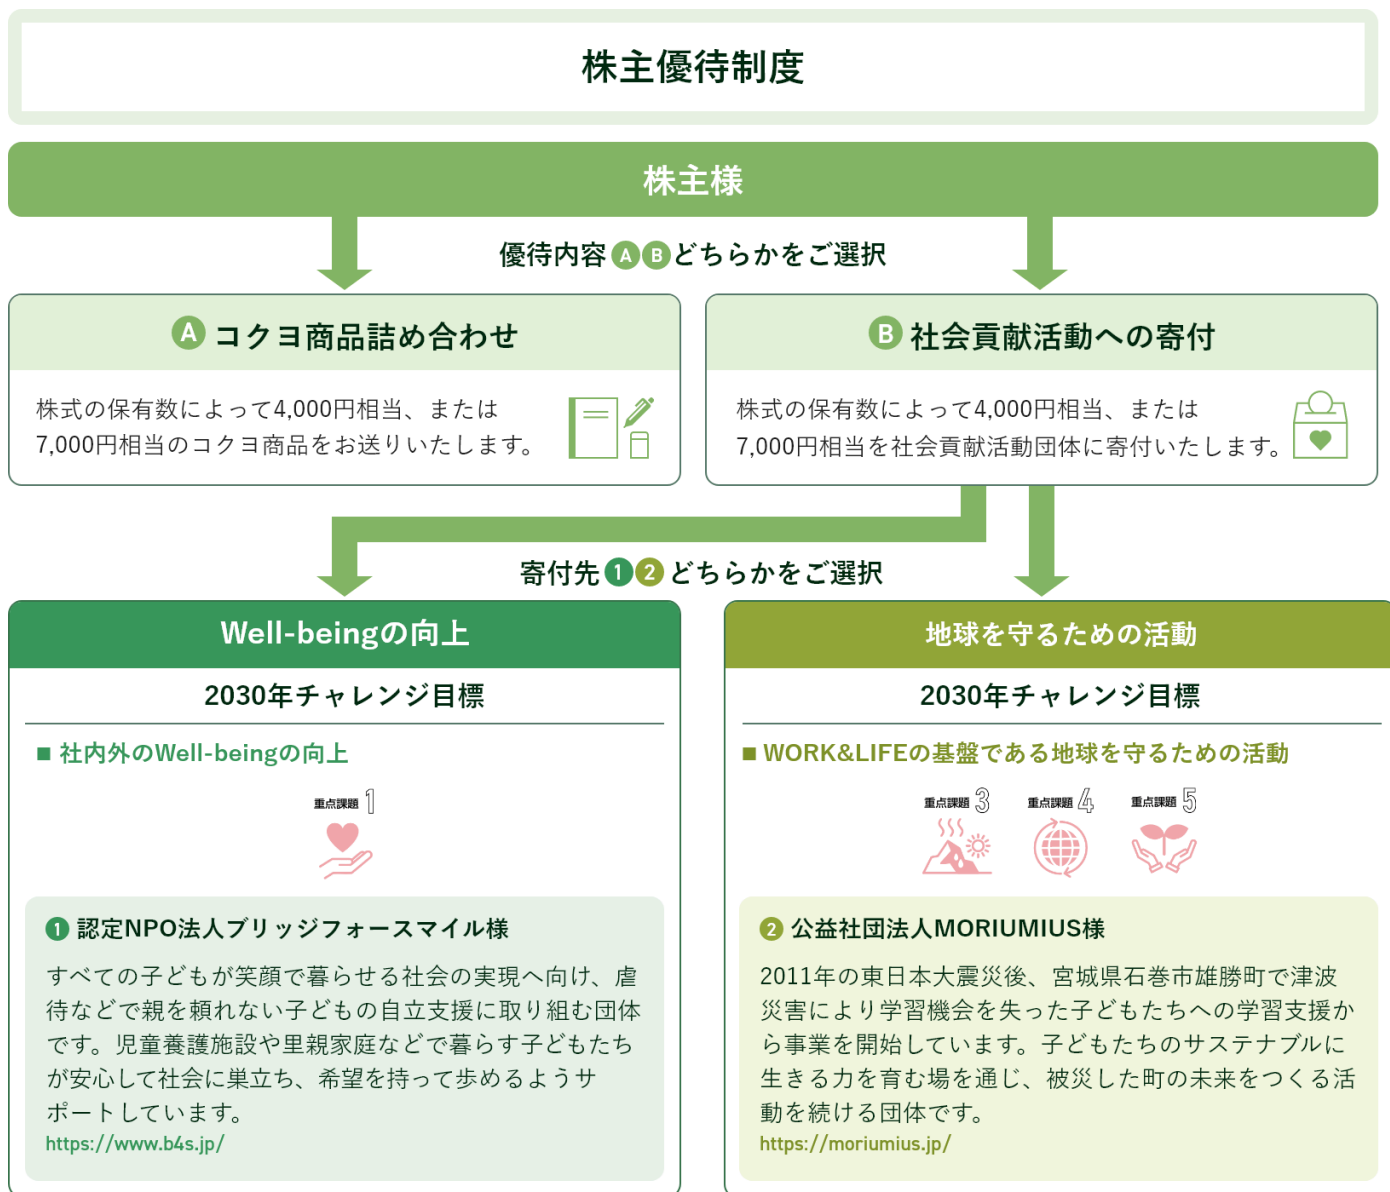 株主優待制度
株主様
優待内容ABどちらかをご選択
A コクヨ商品詰め合わせ
株式の保有数によって4,000円相当、または
7,000円相当のコクヨ商品をお送りいたします。
B 社会貢献活動への寄付
株式の保有数によって4,000円相当、または
7,000円相当を社会貢献活動団体に寄付いたします。
寄付先12どちらかをご選択
Well-beingの向上
2030年チャレンジ目標
■ 社内外のWell-beingの向上
重点課題 1
1 認定NPO法人ブリッジフォースマイル様
すべての子どもが笑顔で暮らせる社会の実現へ向け、虐
待などで親を頼れない子どもの自立支援に取り組む団体
です。児童養護施設や里親家庭などで暮らす子どもたち
が安心して社会に巣立ち、希望を持って歩めるようサ
ポートしています。
https://www.b4s.jp/
地球を守るための活動
2030年チャレンジ目標
■ WORK&LIFEの基盤である地球を守るための活動
重点課題 3 重点課題 4 重点課題 5
2 公益社団法人MORIUMIUS様
2011年の東日本大震災後、宮城県石巻市雄勝町で津波
災害により学習機会を失った子どもたちへの学習支援か
ら事業を開始しています。子どもたちのサステナブルに
生きる力を育む場を通じ、被災した町の未来をつくる活
動を続ける団体です。
https://moriumius.jp/